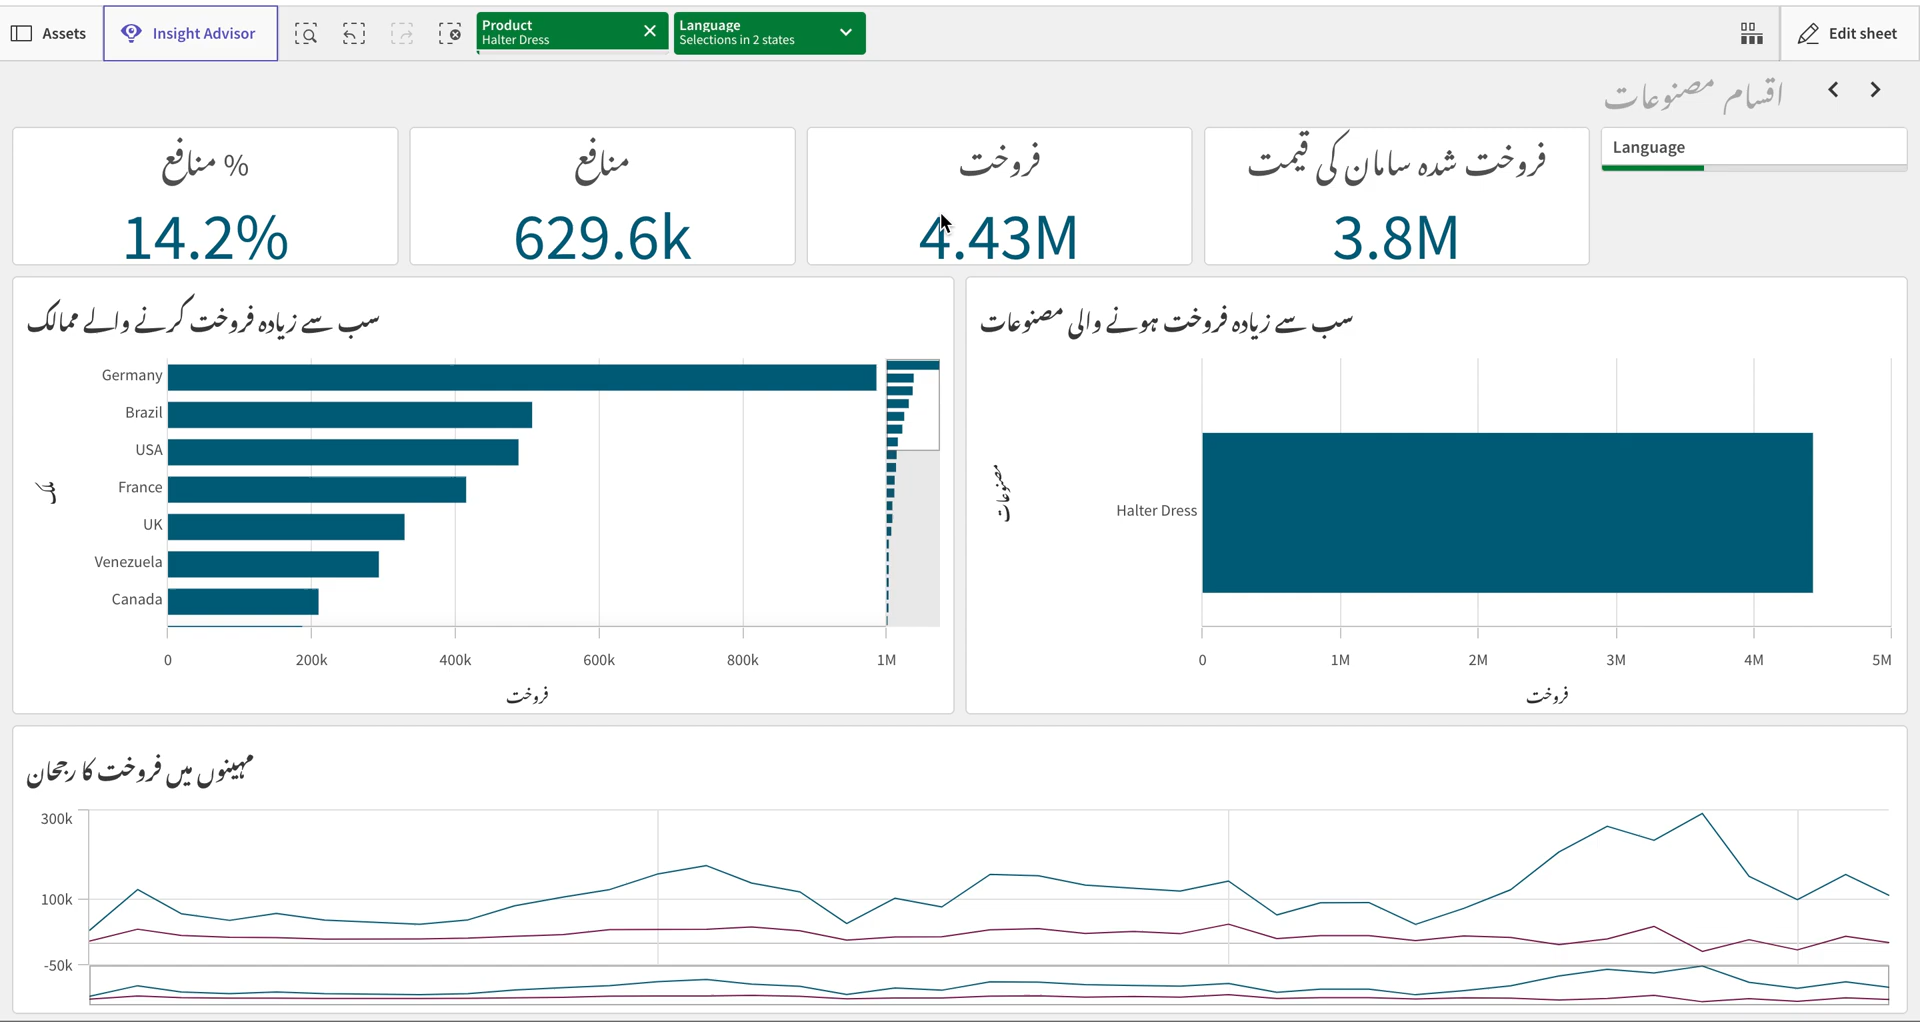 Assets
Insight Advisor
Product
Halter Dress
Language
Selections in 2 states
Edit sheet
اقسام مصنوعات
% منافع
14.2%
منافع
629.6k
فروخت
4.43M
فروخت شدہ سامان کی قیمت
3.8M
Language
سب سے زیادہ فروخت کرنے والے ممالک
ملک
Germany
Brazil
USA
France
UK
Venezuela
Canada
0 200k 400k 600k 800k 1M
فروخت
سب سے زیادہ فروخت ہونے والی مصنوعات
مصنوعات
Halter Dress
0 1M 2M 3M 4M 5M
فروخت
مہینوں میں فروخت کا رجحان
300k
100k
-50k